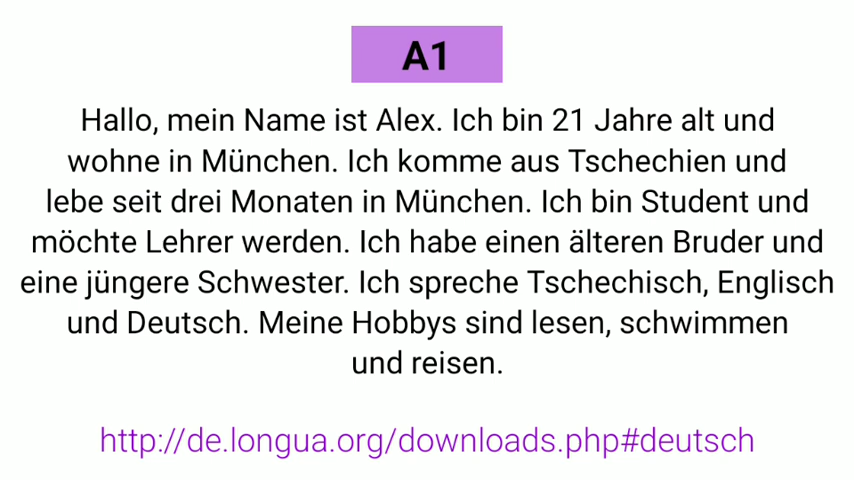 A1
Hallo, mein Name ist Alex. Ich bin 21 Jahre alt und
wohne in München. Ich komme aus Tschechien und
lebe seit drei Monaten in München. Ich bin Student und
möchte Lehrer werden. Ich habe einen älteren Bruder und
eine jüngere Schwester. Ich spreche Tschechisch, Englisch
und Deutsch. Meine Hobbys sind lesen, schwimmen
und reisen.
http://de.longua.org/downloads.php#deutsch